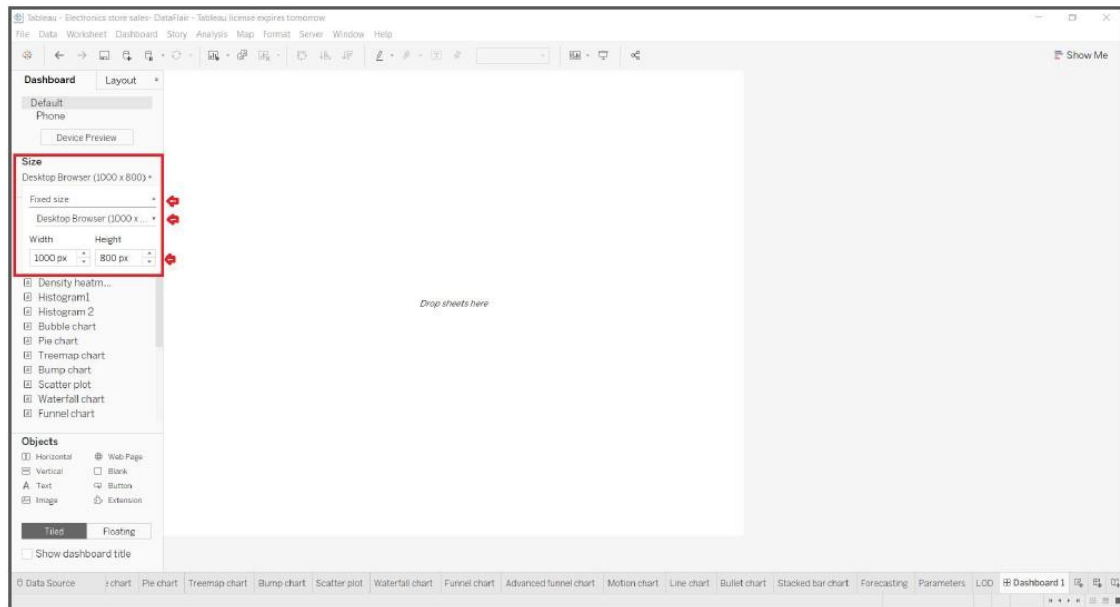 Tableau - Electronics store sales- DataFlair - Tableau license expires tomorrow
File Data Worksheet Dashboard Story Analysis Map Format Server Window Help
Show Me
Dashboard Layout
Default
Phone
Device Preview
Size
Desktop Browser (1000 x 800)
Fixed size
Desktop Browser (1000 x ...
Width Height
1000 px 800 px
Density heatm...
Histogram1
Histogram 2
Bubble chart
Pie chart
Treemap chart
Bump chart
Scatter plot
Waterfall chart
Funnel chart
Drop sheets here
Objects
Horizontal Web Page
Vertical Blank
A Text Button
Image Extension
Tiled Floating
Show dashboard title
Data Source chart Pie chart Treemap chart Bump chart Scatter plot Waterfall chart Funnel chart Advanced funnel chart Motion chart Line chart Bullet chart Stacked bar chart Forecasting Parameters LOD Dashboard 1